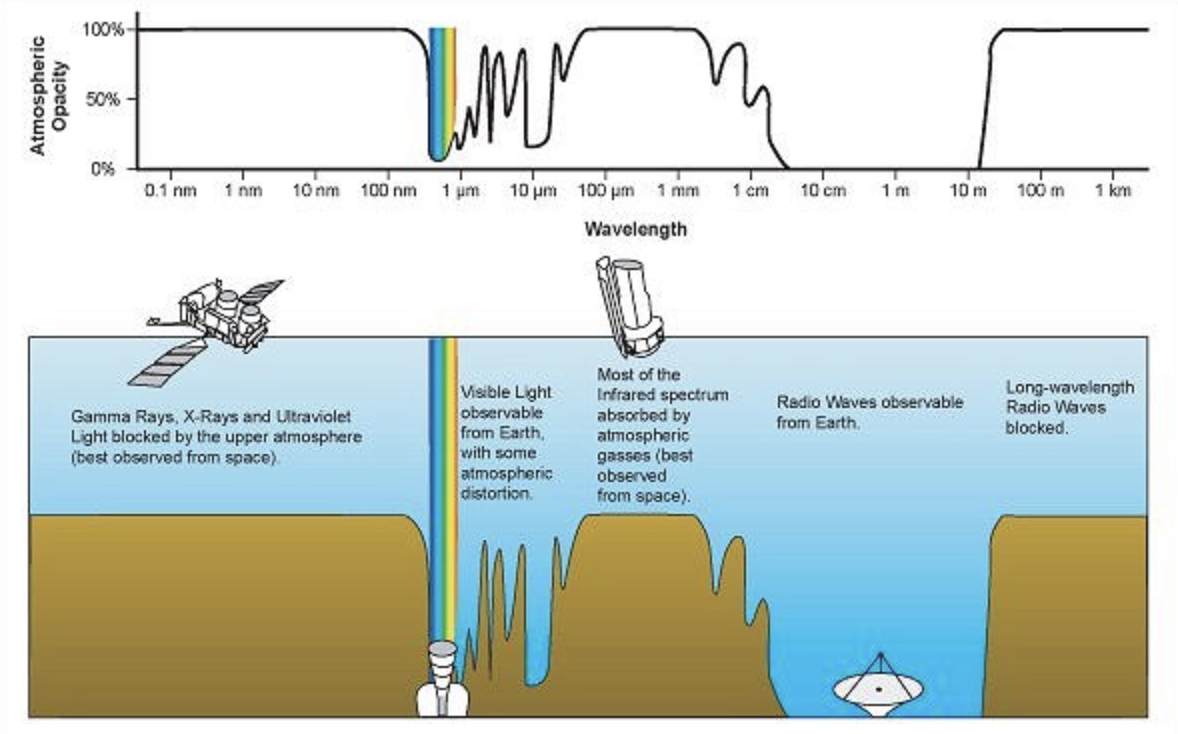 Atmospheric
Opacity
100%
50%
0%
0.1 nm 1 nm 10 nm 100 nm 1 µm 10 µm 100 µm 1 mm 1 cm 10 cm 1 m 10 m 100 m 1 km
Wavelength
Gamma Rays, X-Rays and Ultraviolet
Light blocked by the upper atmosphere
(best observed from space).
Visible Light
observable
from Earth,
with some
atmospheric
distortion.
Most of the
Infrared spectrum
absorbed by
atmospheric
gasses (best
observed
from space).
Radio Waves observable
from Earth.
Long-wavelength
Radio Waves
blocked.